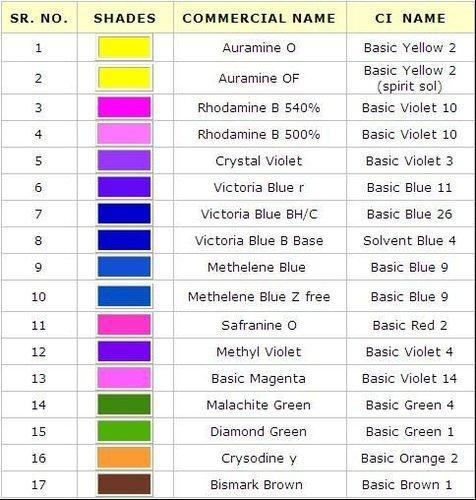 SR. NO. SHADES COMMERCIAL NAME CI NAME
1 Auramine O Basic Yellow 2
2 Auramine OF Basic Yellow 2
(spirit sol)
3 Rhodamine B 540% Basic Violet 10
4 Rhodamine B 500% Basic Violet 10
5 Crystal Violet Basic Violet 3
6 Victoria Blue r Basic Blue 11
7 Victoria Blue BH/C Basic Blue 26
8 Victoria Blue B Base Solvent Blue 4
9 Methelene Blue Basic Blue 9
10 Methelene Blue Z free Basic Blue 9
11 Safranine O Basic Red 2
12 Methyl Violet Basic Violet 4
13 Basic Magenta Basic Violet 14
14 Malachite Green Basic Green 4
15 Diamond Green Basic Green 1
16 Crysodine y Basic Orange 2
17 Bismark Brown Basic Brown 1